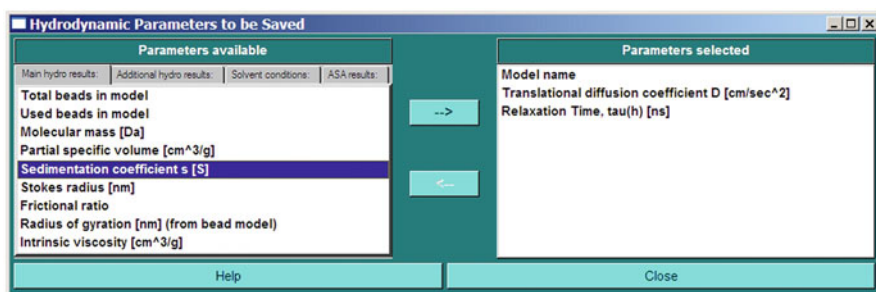 Hydrodynamic Parameters to be Saved
Parameters available
Main hydro results:
Additional hydro results:
Solvent conditions:
ASA results:
Total beads in model
Used beads in model
Molecular mass [Da]
Partial specific volume [cm^3/g]
Sedimentation coefficient s [S]
Stokes radius [nm]
Frictional ratio
Radius of gyration [nm] (from bead model)
Intrinsic viscosity [cm^3/g]
-->
<--
Parameters selected
Model name
Translational diffusion coefficient D [cm/sec^2]
Relaxation Time, tau(h) [ns]
Help
Close